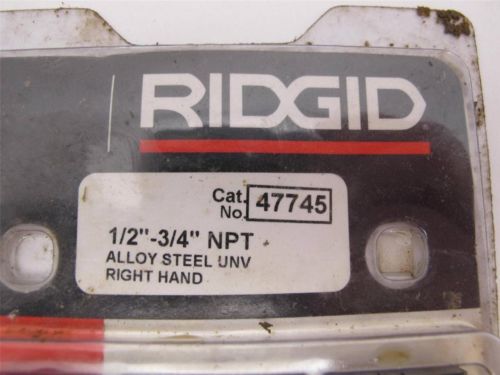 RIDGID
Cat. No. 47745
1/2"-3/4" NPT
ALLOY STEEL UNV
RIGHT HAND